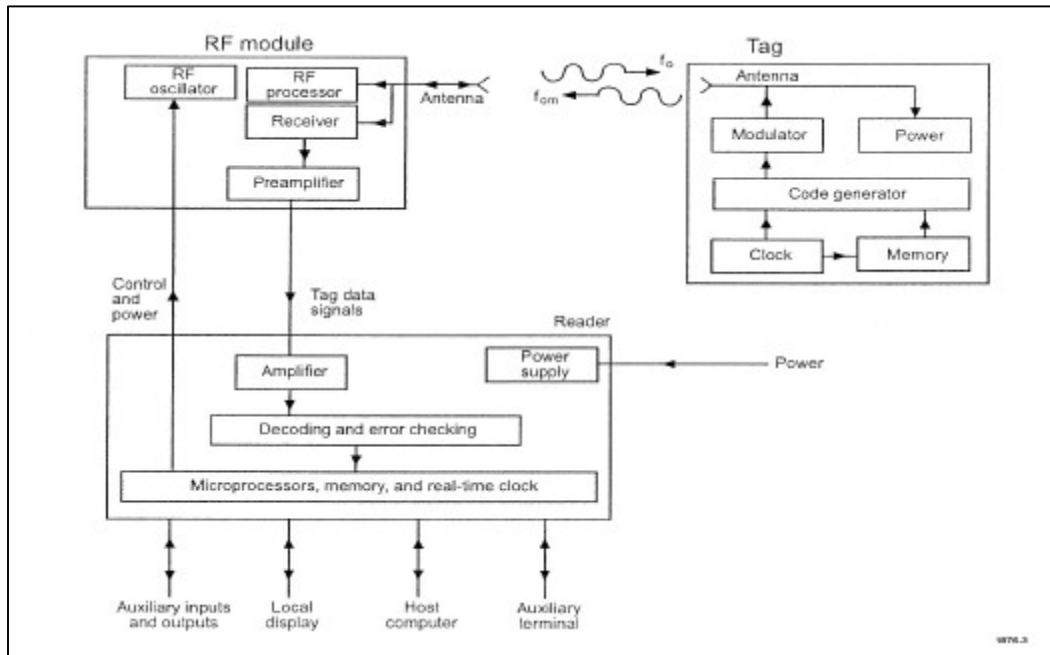 RF module
RF
oscillator
RF
processor
Receiver
Preamplifier
Antenna
fo
fom
Tag
Antenna
Modulator
Power
Code generator
Clock
Memory
Control
and
power
Tag data
signals
Reader
Amplifier
Power
supply
Power
Decoding and error checking
Microprocessors, memory, and real-time clock
Auxiliary inputs
and outputs
Local
display
Host
computer
Auxiliary
terminal